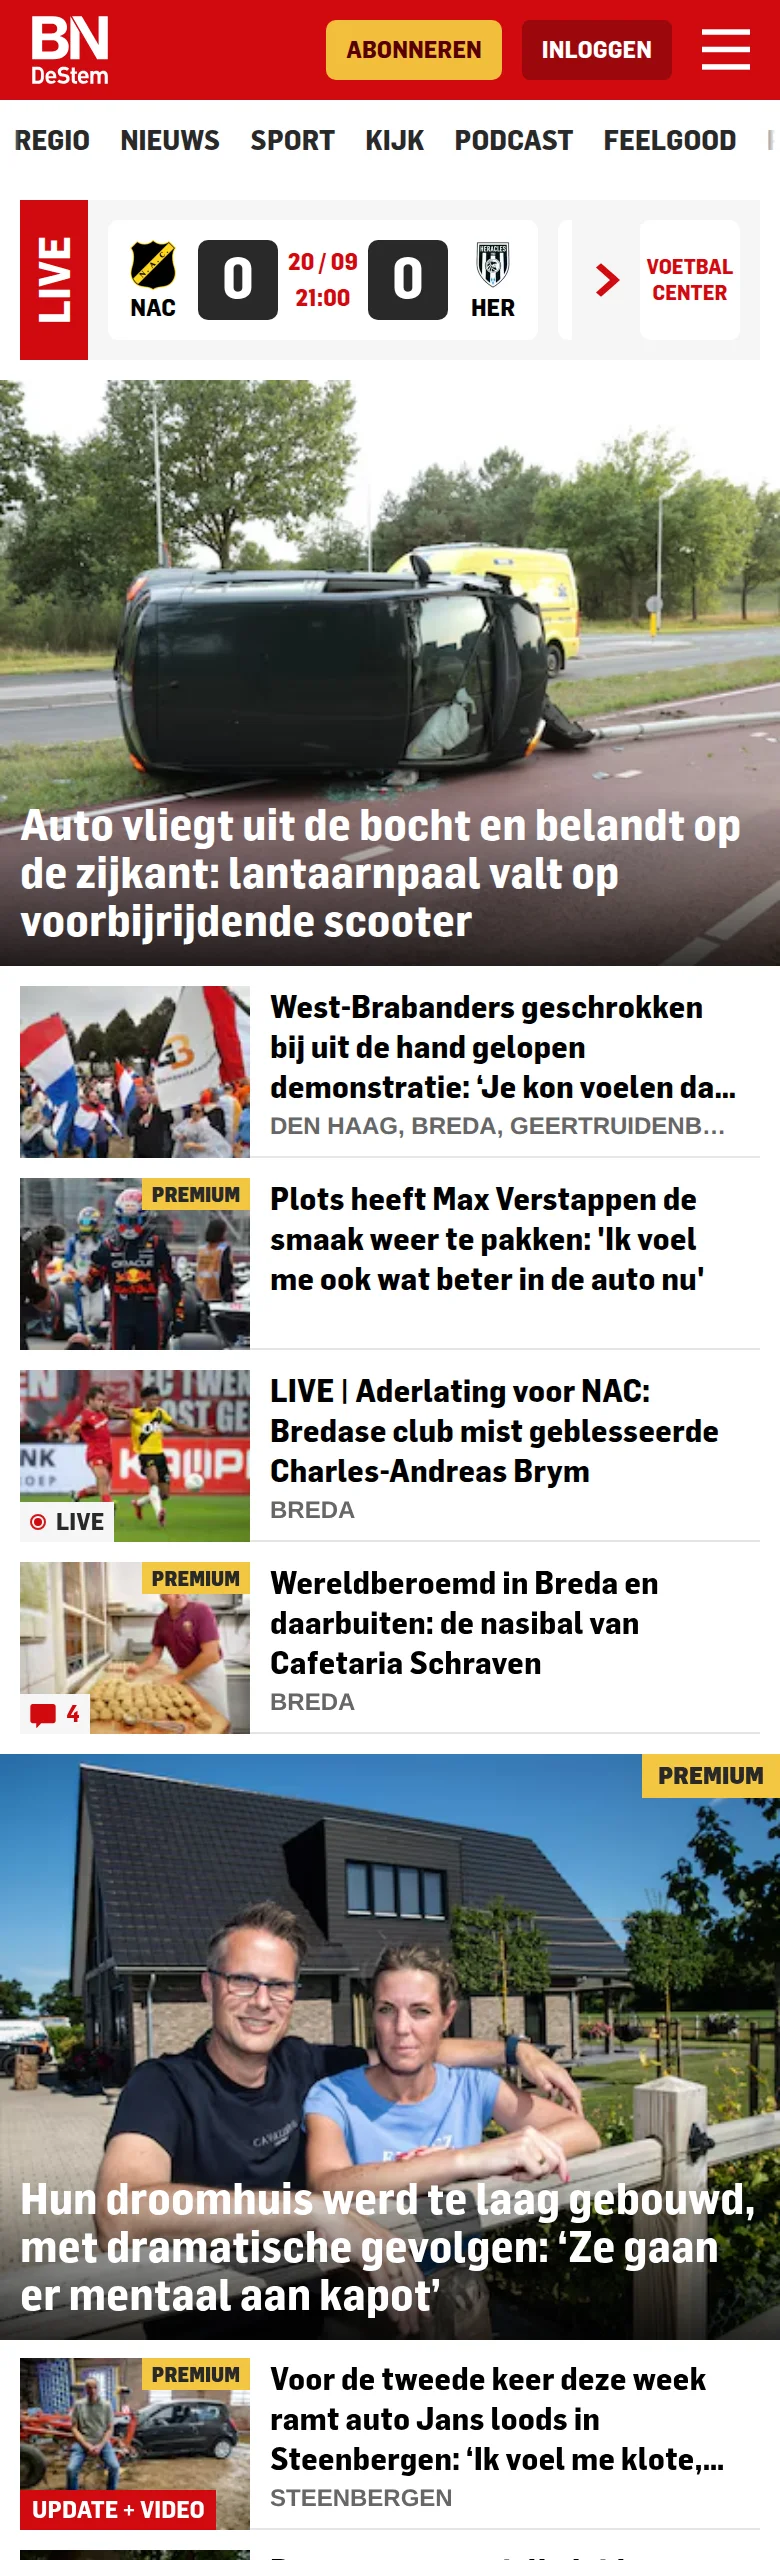 BN
DeStem
ABONNEREN
INLOGGEN
REGIO NIEUWS SPORT KIJK PODCAST FEELGOOD
LIVE
NAC
0
20 / 09
21:00
0
HERACLES
HER
VOETBAL
CENTER
Auto vliegt uit de bocht en belandt op
de zijkant: lantaarnpaal valt op
voorbijrijdende scooter
West-Brabanders geschrokken
bij uit de hand gelopen
demonstratie: ‘Je kon voelen da...
DEN HAAG, BREDA, GEERTRUIDENB...
PREMIUM
Plots heeft Max Verstappen de
smaak weer te pakken: 'Ik voel
me ook wat beter in de auto nu'
LIVE
LIVE | Aderlating voor NAC:
Bredase club mist geblesseerde
Charles-Andreas Brym
BREDA
PREMIUM
4
Wereldberoemd in Breda en
daarbuiten: de nasibal van
Cafetaria Schraven
BREDA
PREMIUM
Hun droomhuis werd te laag gebouwd,
met dramatische gevolgen: ‘Ze gaan
er mentaal aan kapot’
PREMIUM
UPDATE + VIDEO
Voor de tweede keer deze week
ramt auto Jans loods in
Steenbergen: ‘Ik voel me klote,...
STEENBERGEN